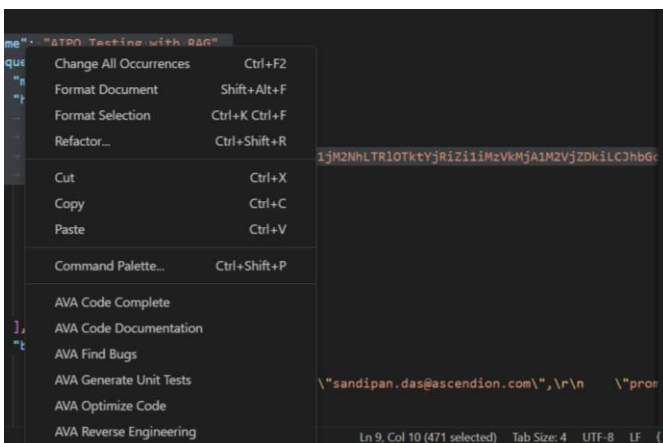 me": "ATPO Testing with RAG"
que
"m
"h
Change All Occurrences Ctrl+F2
Format Document Shift+Alt+F
Format Selection Ctrl+K Ctrl+F
Refactor... Ctrl+Shift+R
1jM2NhLTRlOTktYjRiZi1iMzVkMjA1M2VjZDkiLCJhbGc
Cut Ctrl+X
Copy Ctrl+C
Paste Ctrl+V
Command Palette... Ctrl+Shift+P
AVA Code Complete
], AVA Code Documentation
"b AVA Find Bugs
AVA Generate Unit Tests \"sandipan.das@ascendion.com\",\r\n \"prom
AVA Optimize Code
AVA Reverse Engineering
Ln 9, Col 10 (471 selected) Tab Size: 4 UTF-8 LF